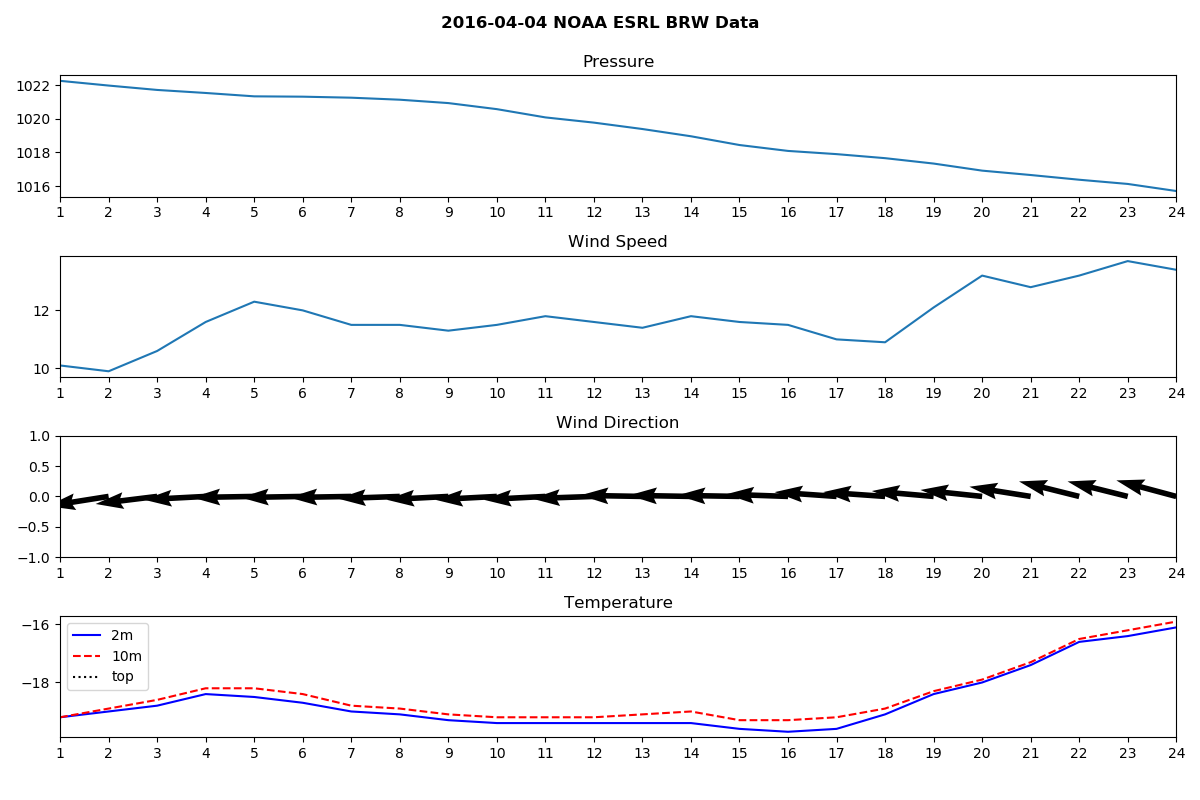 2016-04-04 NOAA ESRL BRW Data
Pressure
1022
1020
1018
1016
1 2 3 4 5 6 7 8 9 10 11 12 13 14 15 16 17 18 19 20 21 22 23 24
Wind Speed
12
10
1 2 3 4 5 6 7 8 9 10 11 12 13 14 15 16 17 18 19 20 21 22 23 24
Wind Direction
1.0
0.5
0.0
−0.5
−1.0
1 2 3 4 5 6 7 8 9 10 11 12 13 14 15 16 17 18 19 20 21 22 23 24
Temperature
−16
2m
10m
top
−18
1 2 3 4 5 6 7 8 9 10 11 12 13 14 15 16 17 18 19 20 21 22 23 24